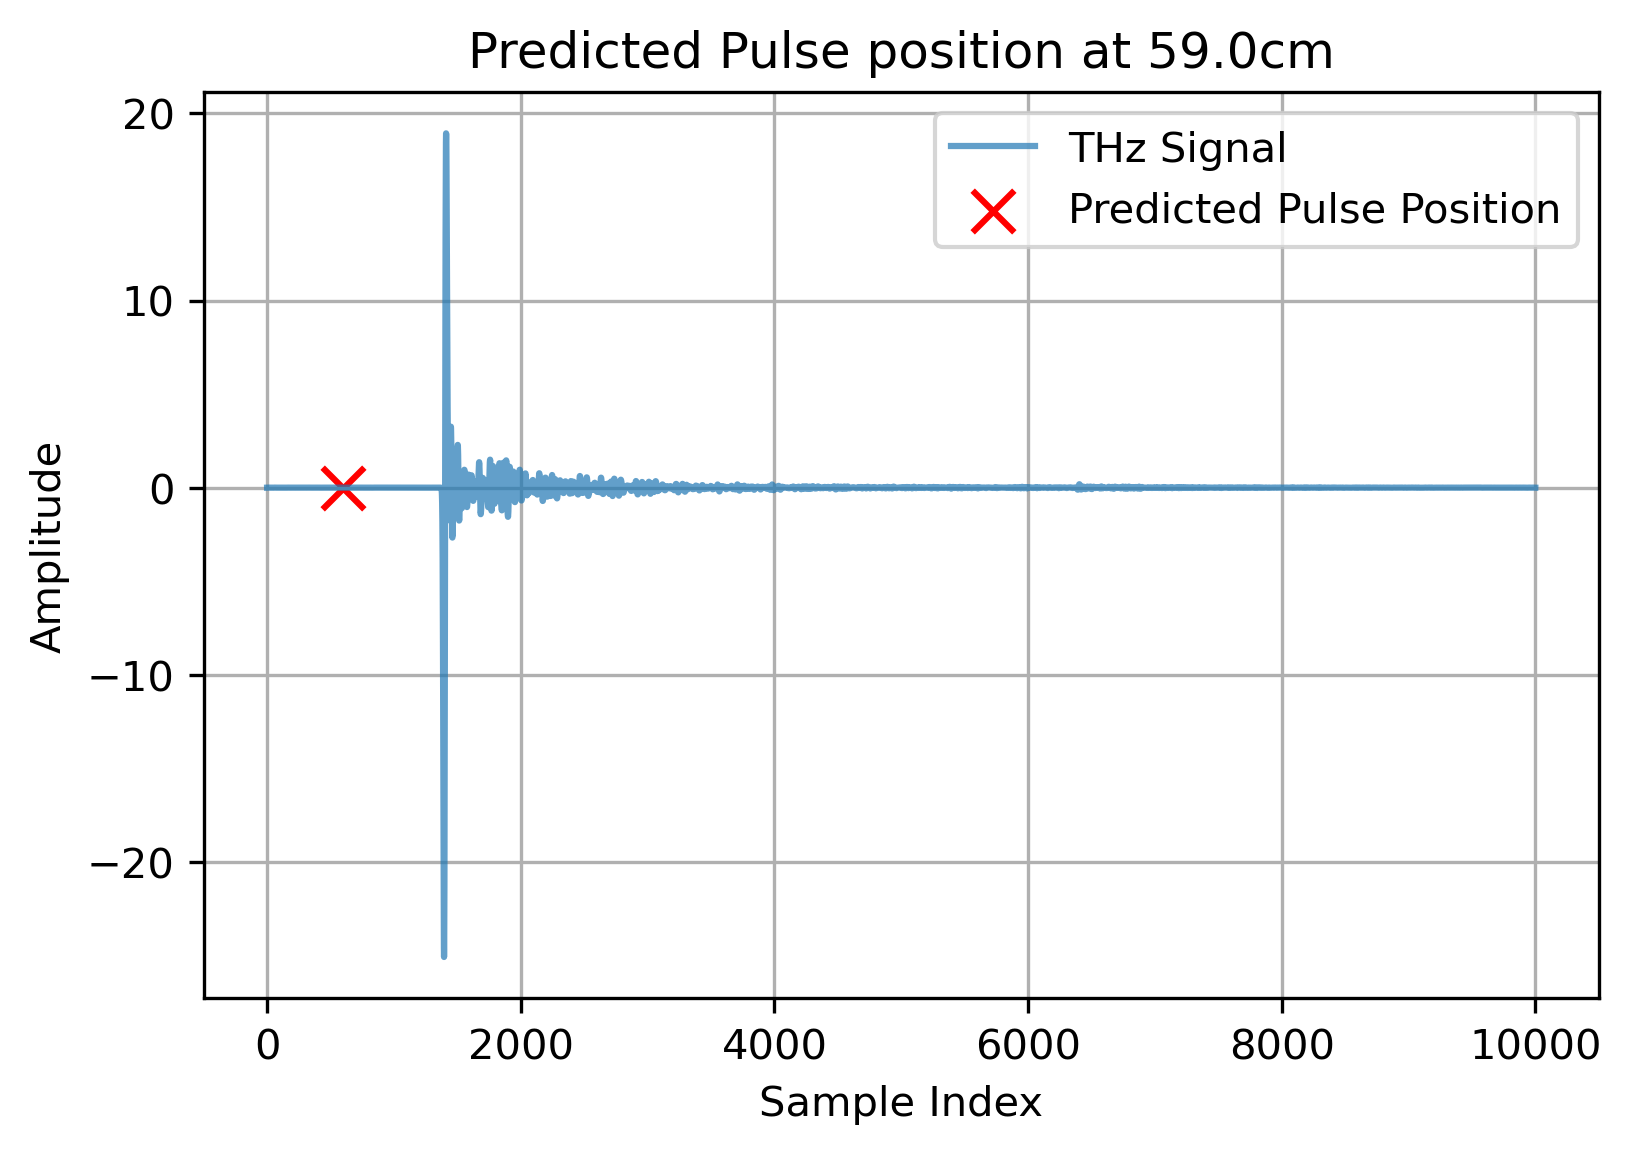 Predicted Pulse position at 59.0cm
THz Signal
Predicted Pulse Position
20
10
0
−10
−20
Amplitude
0 2000 4000 6000 8000 10000
Sample Index